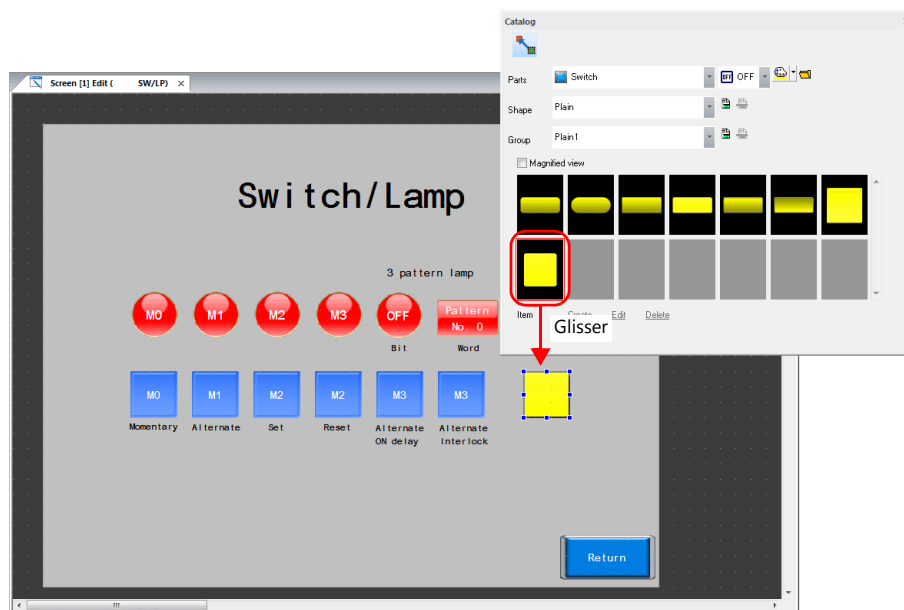 Catalog
Parts Switch OFF OFF
Shape Plain
Group Plain1
Magnified view
Item Create Edit Delete
Glisser
Screen [1] Edit ( SW/LP) ×
Switch/Lamp
3 pattern lamp
M0 M1 M2 M3 OFF Pattern
No. 0
Bit Word
M0 M1 M2 M2 M3 M3
Momentary Alternate Set Reset Alternate Alternate
ON delay Interlock
Return